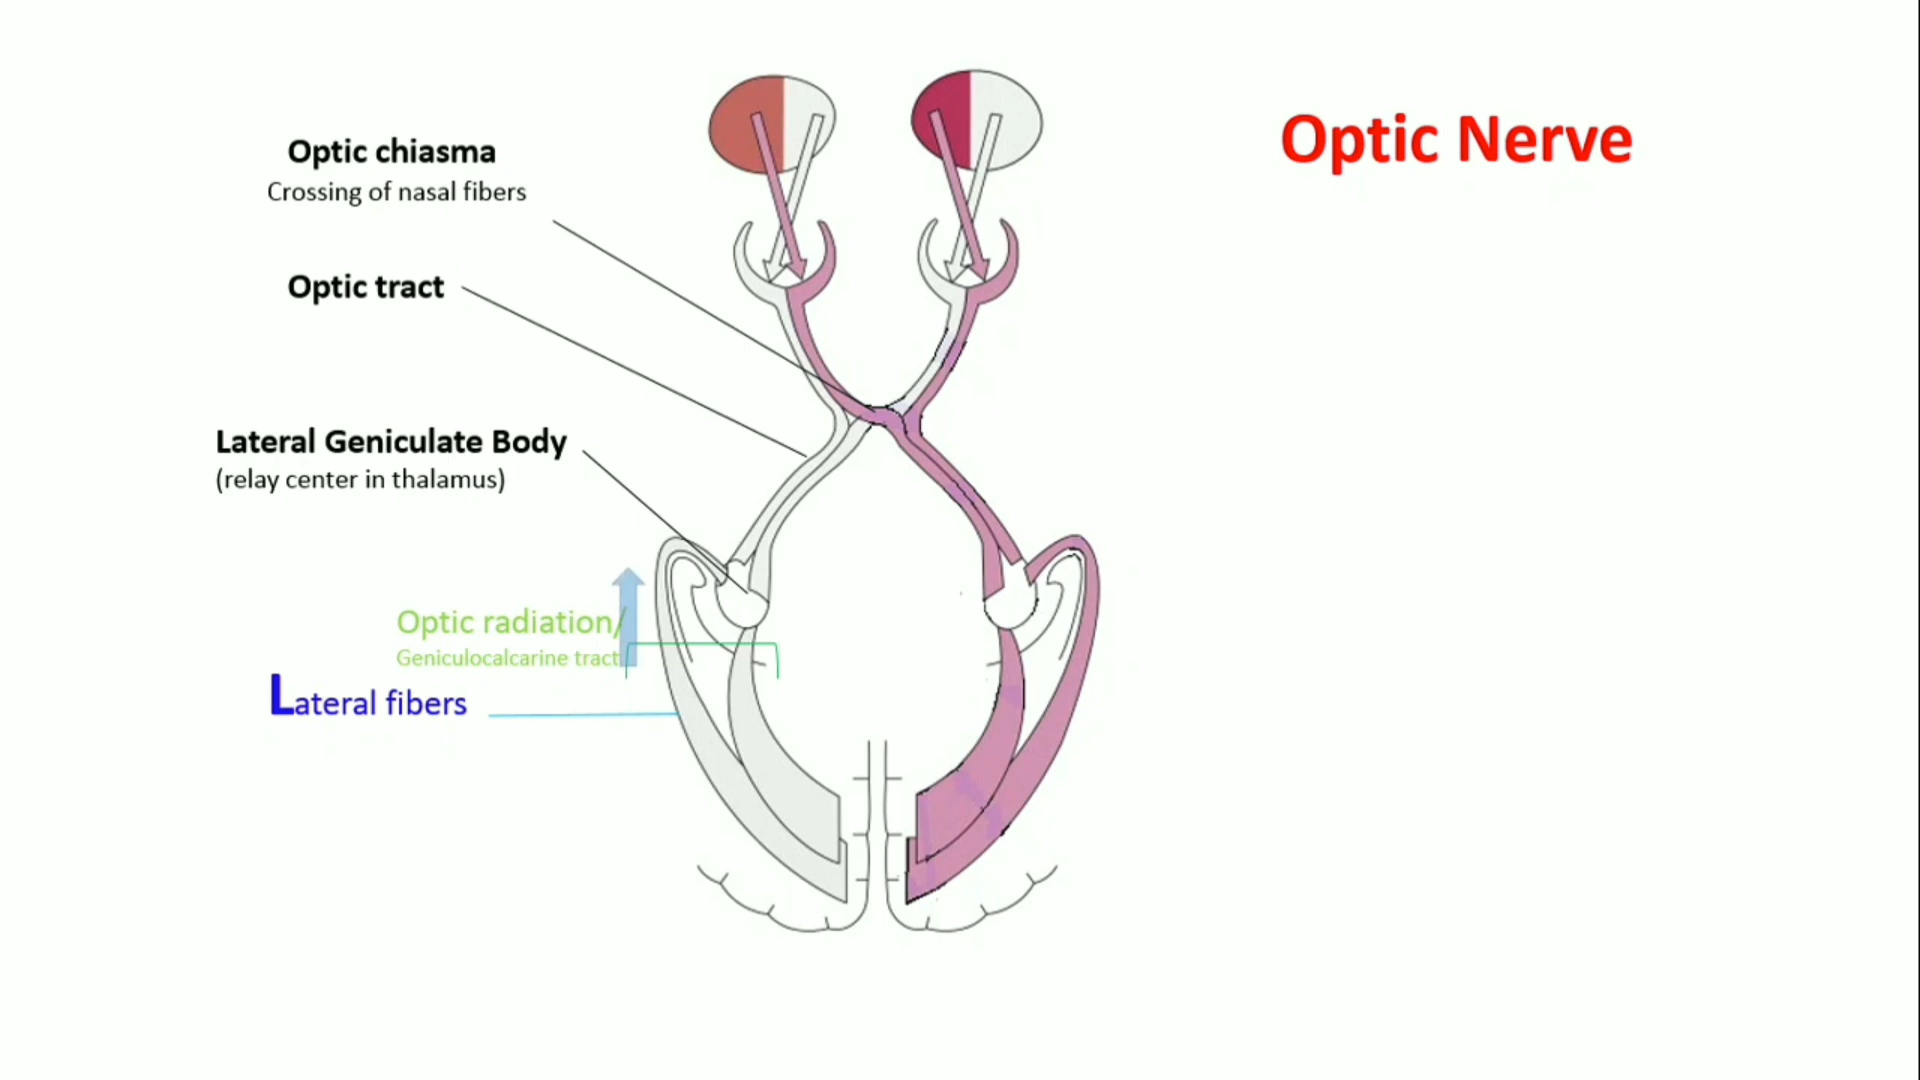 Optic Nerve
Optic chiasma
Crossing of nasal fibers
Optic tract
Lateral Geniculate Body
(relay center in thalamus)
Optic radiation/
Geniculocalcarine tract
Lateral fibers